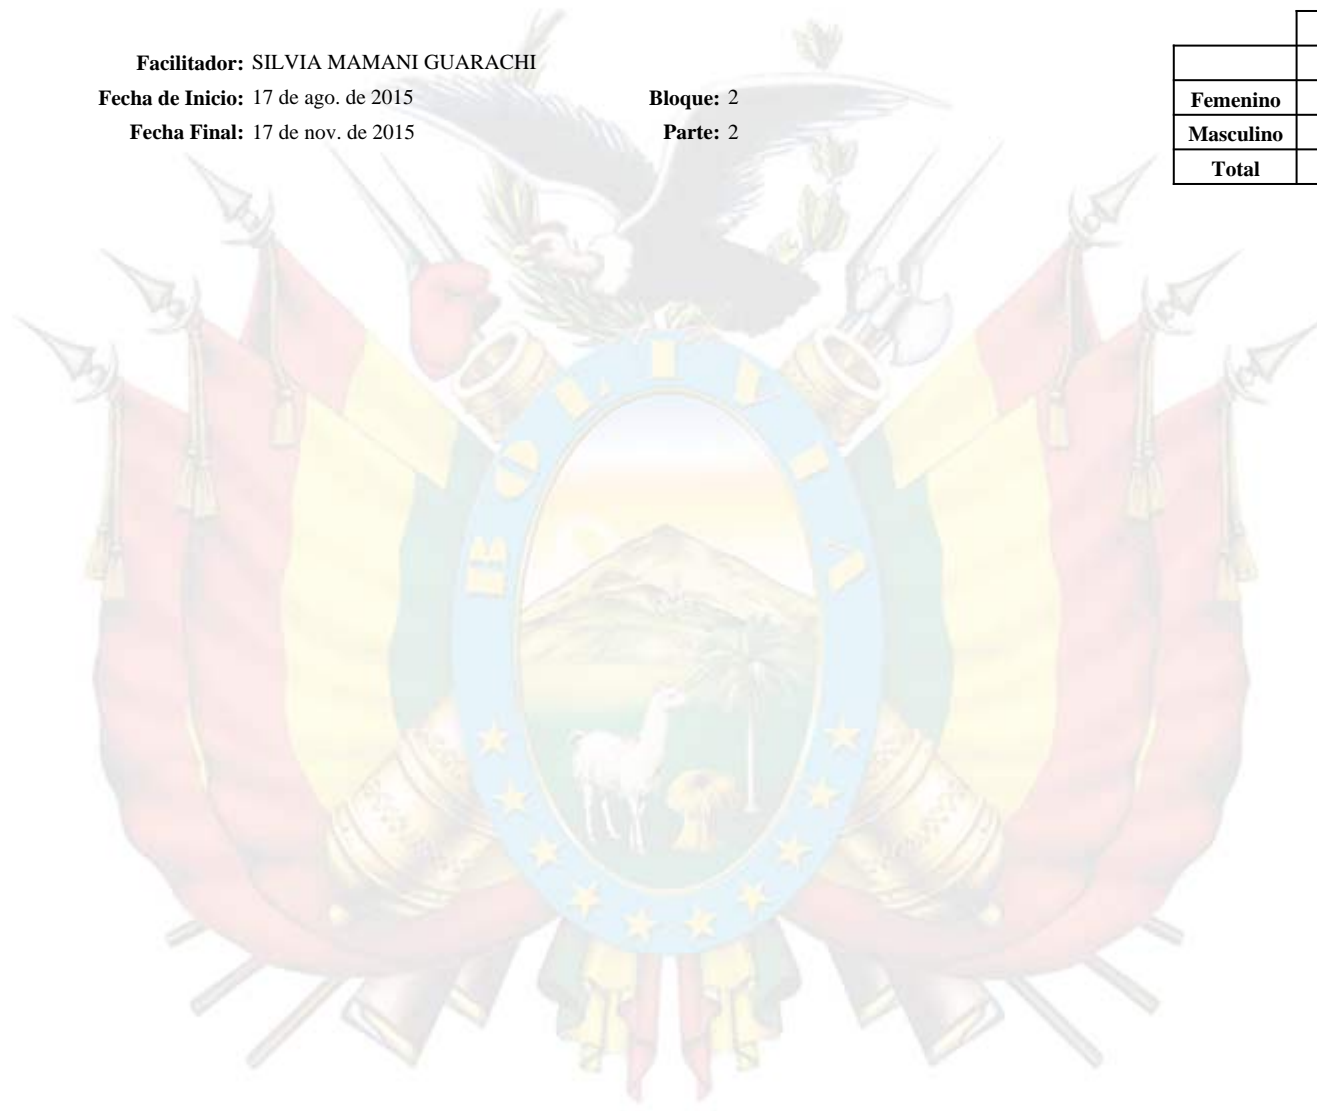 Facilitador: SILVIA MAMANI GUARACHI
Fecha de Inicio: 17 de ago. de 2015 Bloque: 2
Fecha Final: 17 de nov. de 2015 Parte: 2
Femenino
Masculino
Total
BOLIVIA